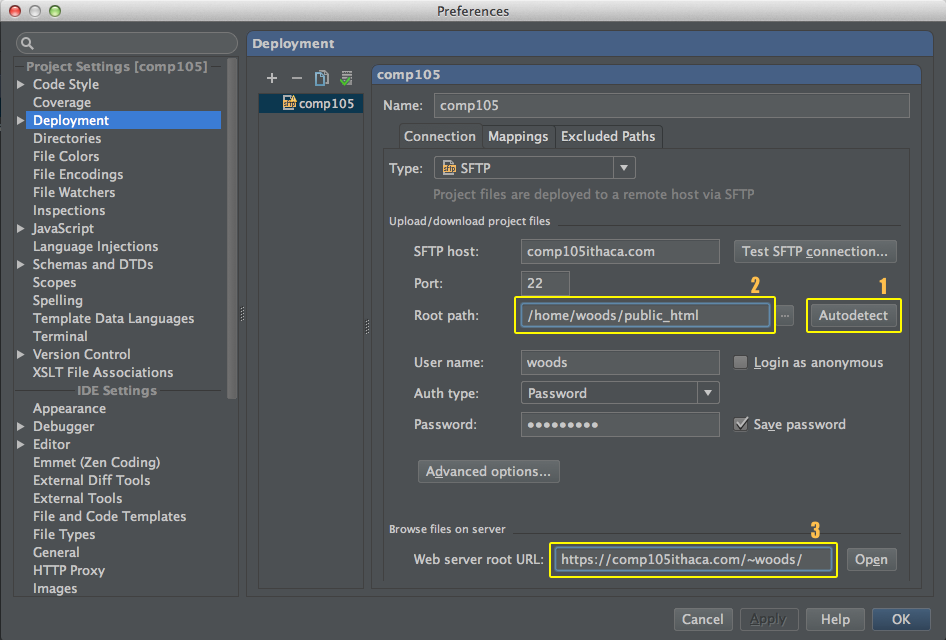 Preferences
Project Settings [comp105]
Code Style
Coverage
Deployment
Directories
File Colors
File Encodings
File Watchers
Inspections
JavaScript
Language Injections
Schemas and DTDs
Scopes
Spelling
Template Data Languages
Terminal
Version Control
XSLT File Associations
IDE Settings
Appearance
Debugger
Editor
Emmet (Zen Coding)
External Diff Tools
External Tools
File and Code Templates
File Types
General
HTTP Proxy
Images
Deployment
comp105
comp105
Name: comp105
Connection Mappings Excluded Paths
Type: SFTP
Project files are deployed to a remote host via SFTP
Upload/download project files
SFTP host: comp105ithaca.com Test SFTP connection...
Port: 22
2 1
Root path: /home/woods/public_html ... Autodetect
User name: woods Login as anonymous
Auth type: Password
Password: ●●●●●●●●● Save password
Advanced options...
Browse files on server
3
Web server root URL: https://comp105ithaca.com/~woods/ Open
Cancel Apply Help OK